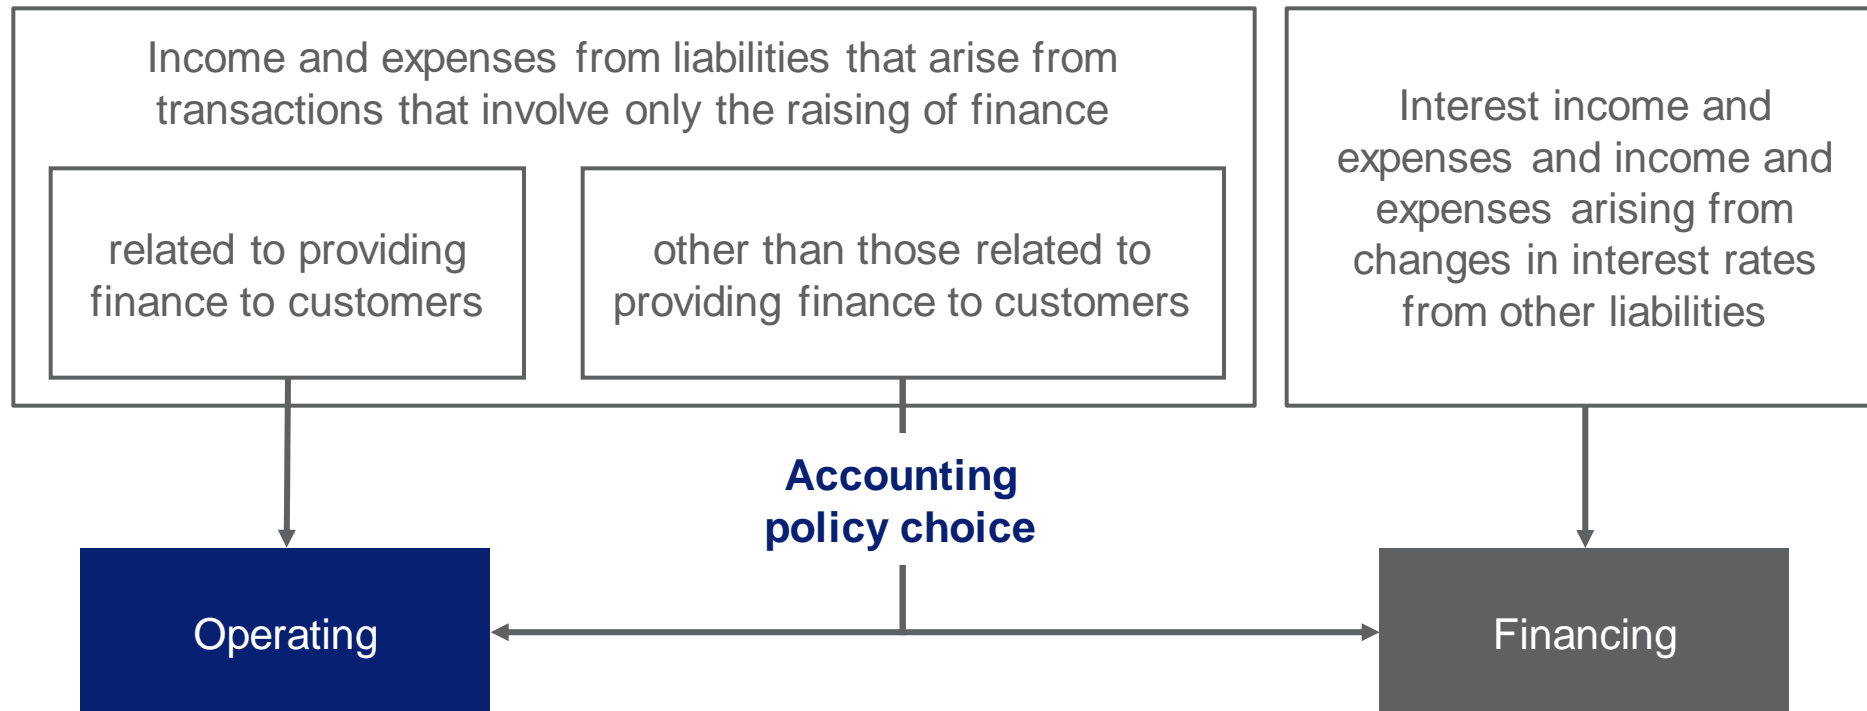 Income and expenses from liabilities that arise from
transactions that involve only the raising of finance
related to providing
finance to customers
other than those related to
providing finance to customers
Interest income and
expenses and income and
expenses arising from
changes in interest rates
from other liabilities
Accounting
policy choice
Operating
Financing